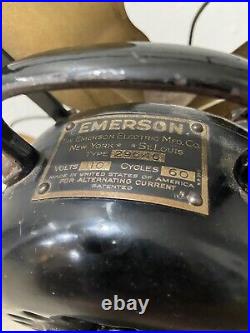 EMERSON
THE EMERSON ELECTRIC MFG. CO.
NEW YORK & ST. LOUIS
TYPE 29646
VOLTS 110 CYCLES 60
MADE IN UNITED STATES OF AMERICA
FOR ALTERNATING CURRENT
PATENTED